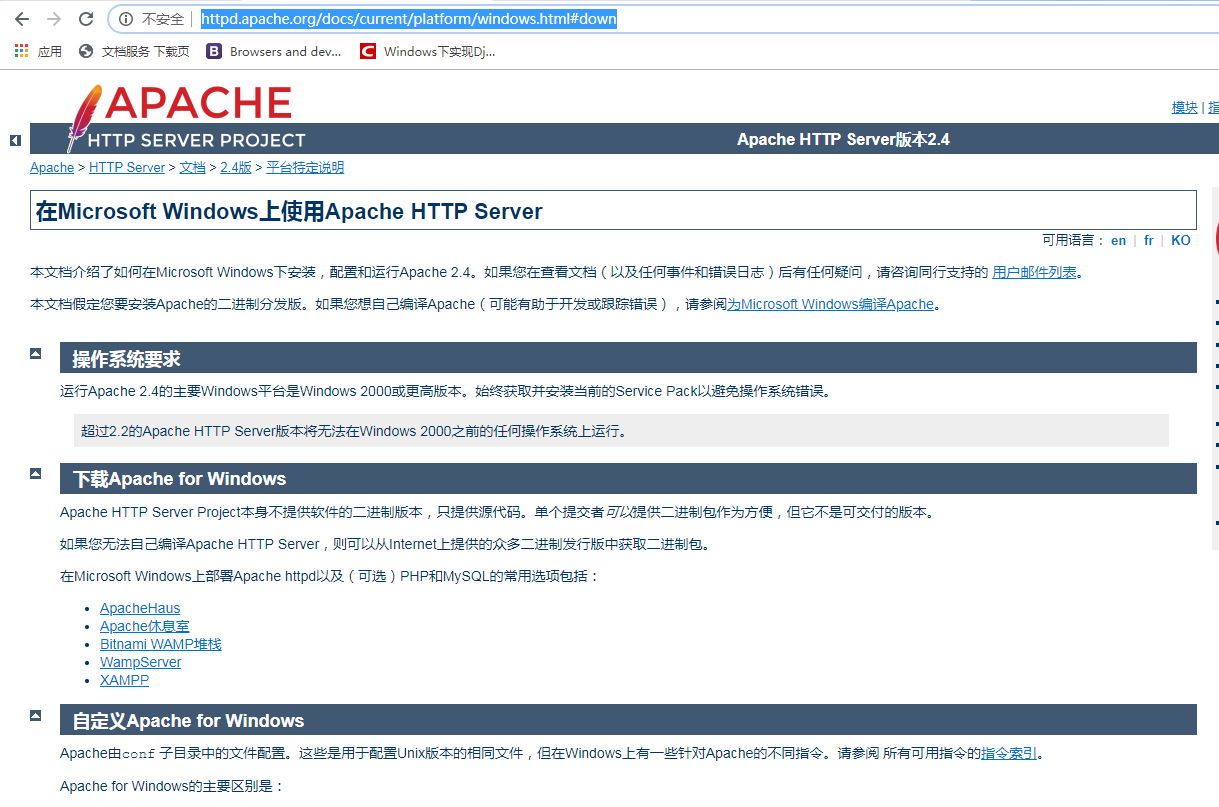 不安全 | httpd.apache.org/docs/current/platform/windows.html#down
应用 文档服务 下载页 Browsers and dev... Windows下实现Dj...
APACHE
HTTP SERVER PROJECT
模块 | 指
Apache HTTP Server版本2.4
Apache > HTTP Server > 文档 > 2.4版 > 平台特定说明
在Microsoft Windows上使用Apache HTTP Server
可用语言： en | fr | KO
本文档介绍了如何在Microsoft Windows下安装，配置和运行Apache 2.4。如果您在查看文档（以及任何事件和错误日志）后有任何疑问，请咨询同行支持的 用户邮件列表。
本文档假定您要安装Apache的二进制分发版。如果您想自己编译Apache（可能有助于开发或跟踪错误），请参阅为Microsoft Windows编译Apache。
操作系统要求
运行Apache 2.4的主要Windows平台是Windows 2000或更高版本。始终获取并安装当前的Service Pack以避免操作系统错误。
超过2.2的Apache HTTP Server版本将无法在Windows 2000之前的任何操作系统上运行。
下载Apache for Windows
Apache HTTP Server Project本身不提供软件的二进制版本，只提供源代码。单个提交者可以提供二进制包作为方便，但它不是可交付的版本。
如果您无法自己编译Apache HTTP Server，则可以从Internet上提供的众多二进制发行版中获取二进制包。
在Microsoft Windows上部署Apache httpd以及（可选）PHP和MySQL的常用选项包括：
ApacheHaus
Apache休息室
Bitnami WAMP堆栈
WampServer
XAMPP
自定义Apache for Windows
Apache由conf 子目录中的文件配置。这些是用于配置Unix版本的相同文件，但在Windows上有一些针对Apache的不同指令。请参阅 所有可用指令的指令索引。
Apache for Windows的主要区别是：